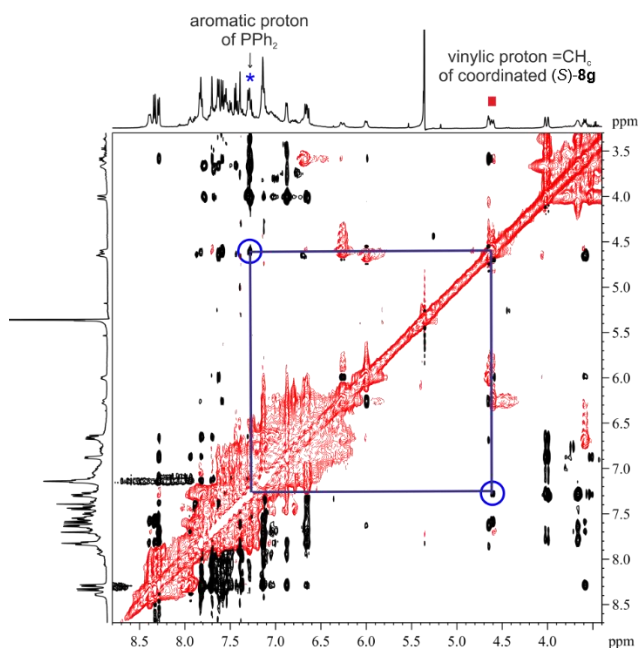 aromatic proton
of PPh₂
*
vinylic proton =CH꜀
of coordinated (S)-8g
ppm
3.5
4.0
4.5
5.0
5.5
6.0
6.5
7.0
7.5
8.0
8.5
8.5 8.0 7.5 7.0 6.5 6.0 5.5 5.0 4.5 4.0 ppm